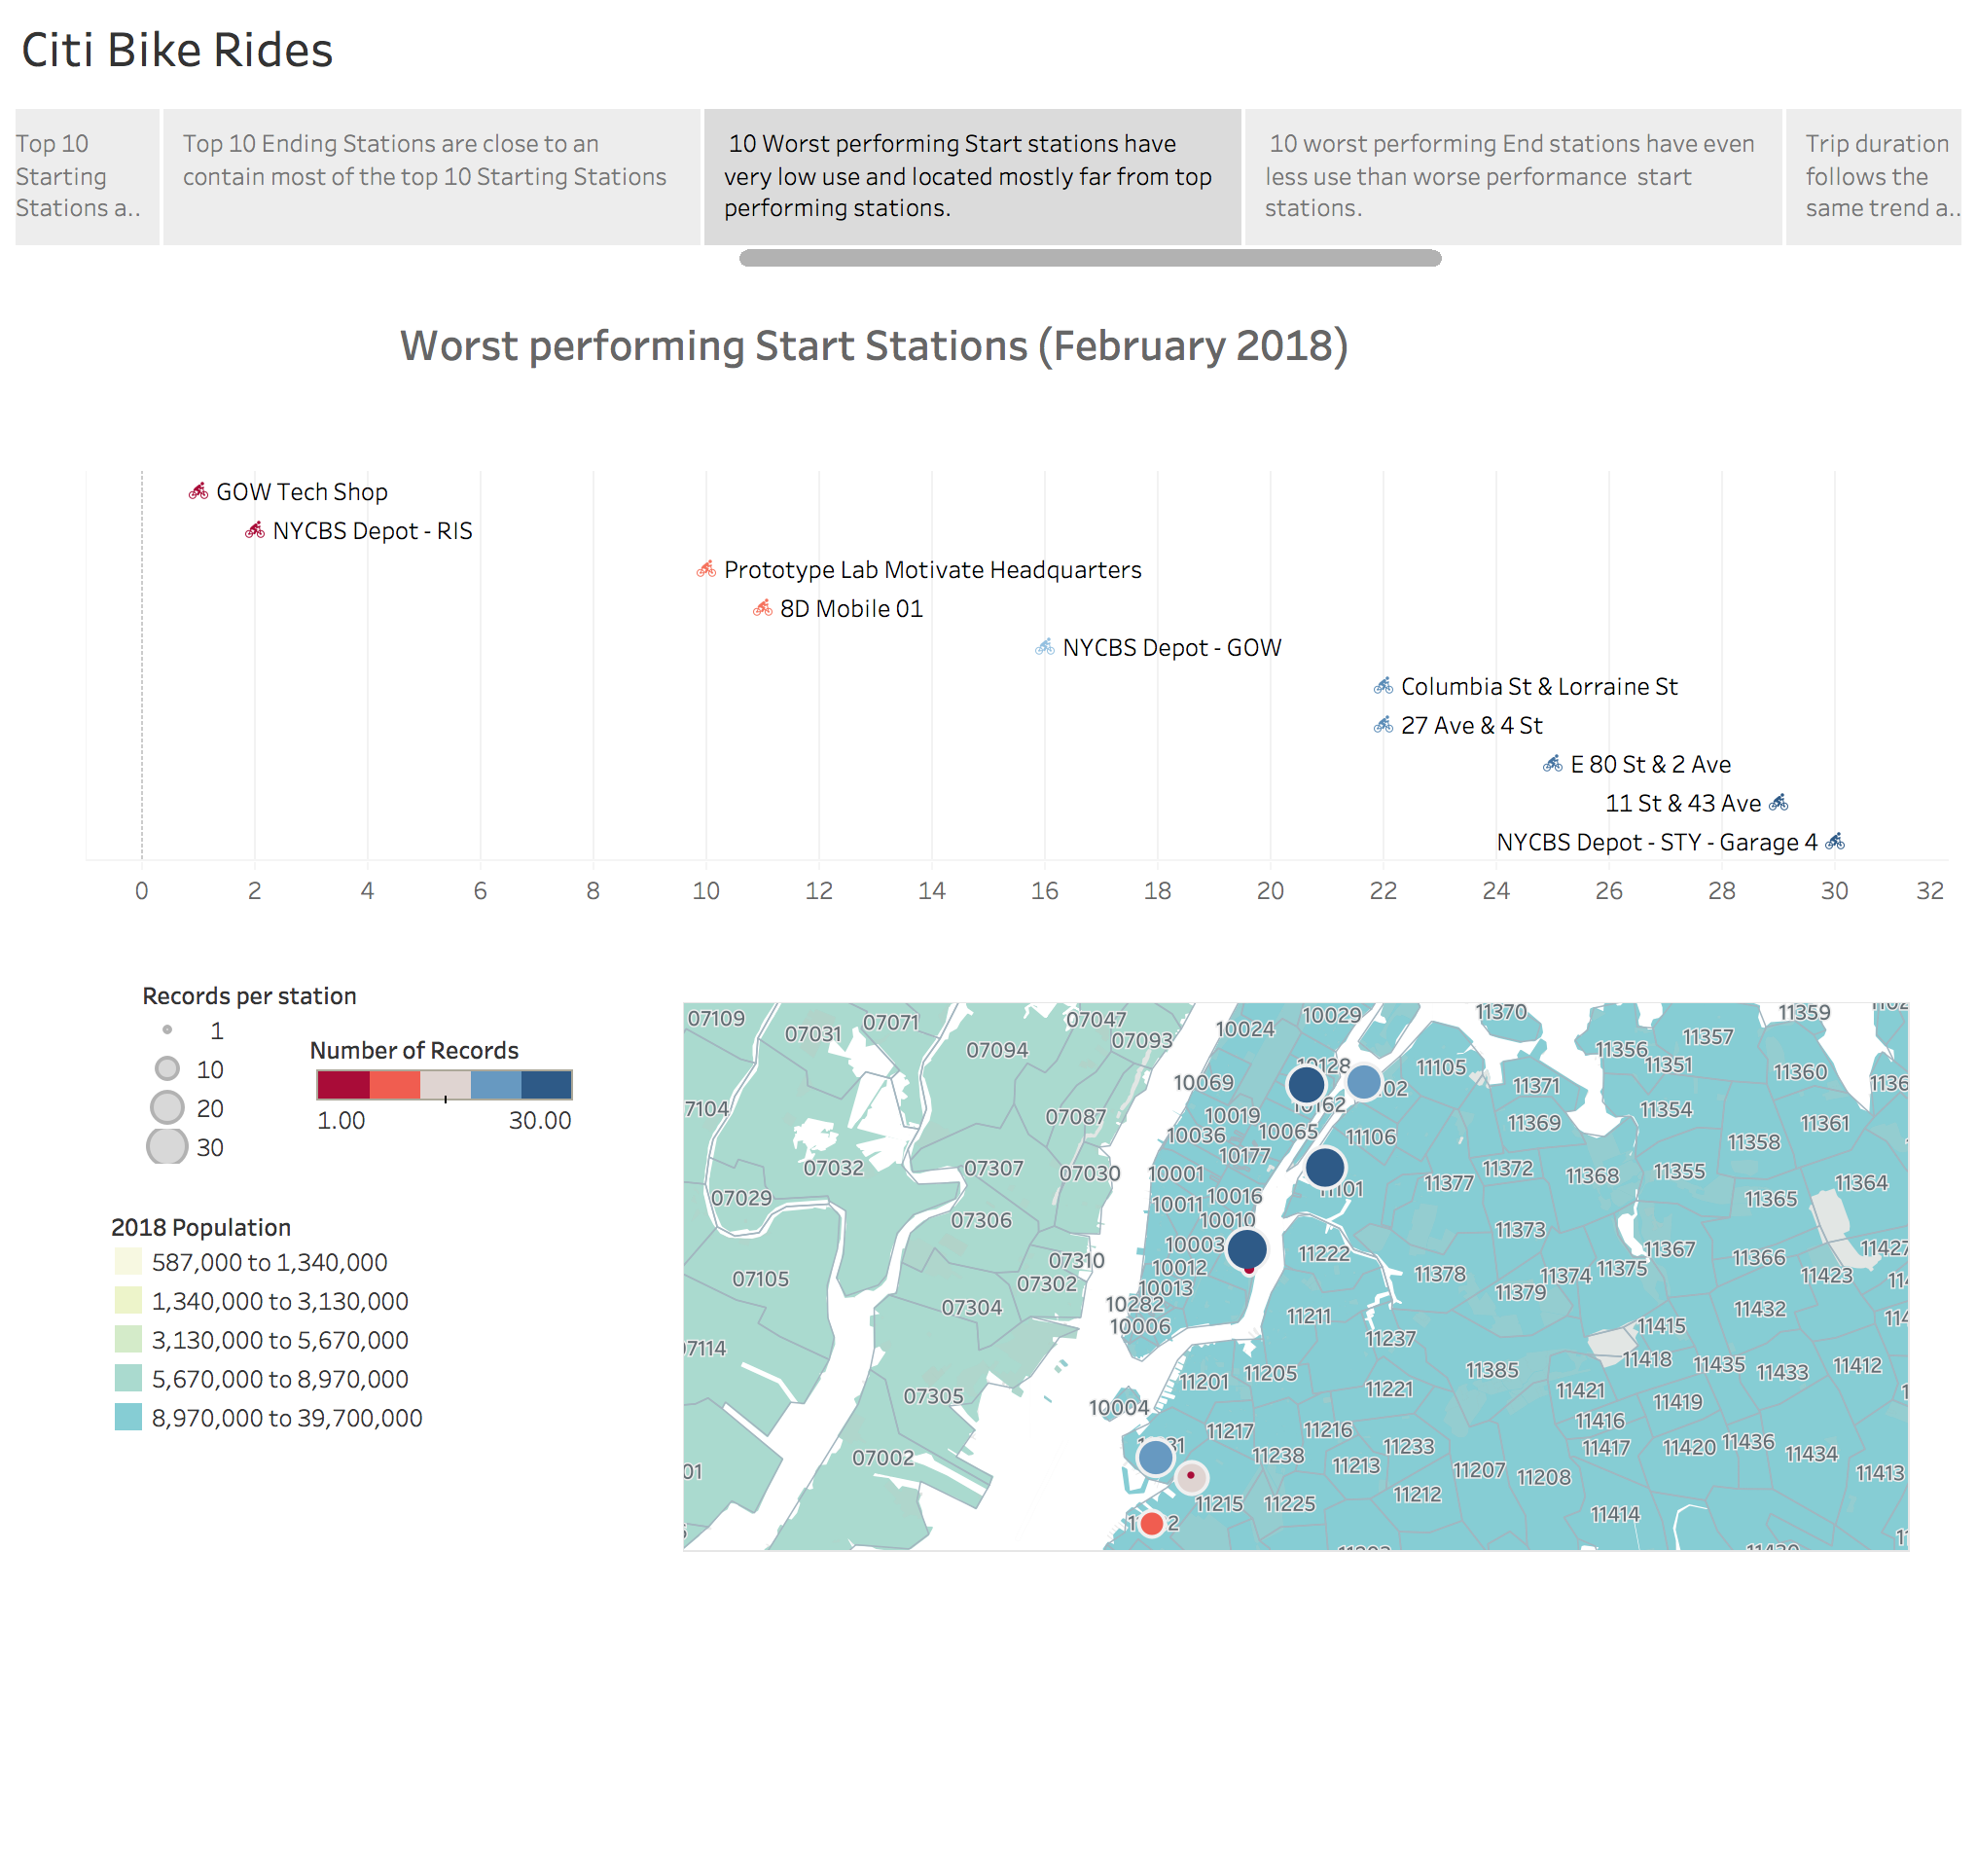 Citi Bike Rides
Top 10
Starting
Stations a..
Top 10 Ending Stations are close to an
contain most of the top 10 Starting Stations
10 Worst performing Start stations have
very low use and located mostly far from top
performing stations.
10 worst performing End stations have even
less use than worse performance start
stations.
Trip duration
follows the
same trend a..
Worst performing Start Stations (February 2018)
GOW Tech Shop
NYCBS Depot - RIS
Prototype Lab Motivate Headquarters
8D Mobile 01
NYCBS Depot - GOW
Columbia St & Lorraine St
27 Ave & 4 St
E 80 St & 2 Ave
11 St & 43 Ave
NYCBS Depot - STY - Garage 4
0 2 4 6 8 10 12 14 16 18 20 22 24 26 28 30 32
Records per station
1
10
20
30
Number of Records
1.00 30.00
2018 Population
587,000 to 1,340,000
1,340,000 to 3,130,000
3,130,000 to 5,670,000
5,670,000 to 8,970,000
8,970,000 to 39,700,000
07109 07031 07071 07047 07093 10024 10029 11370 11357 11359
07094 11105 11356 11351 11360
10069 11371
07087 10019 11354 11361
10036 10065 11106 11369 11358
07032 07307 07030 10001 10177 11372 11368 11355 11364
07029 10011 10016 11377 11365
07306 10010 11373
07310 10003 11222 11367 11366
07105 07302 10012 11378 11374 11375 11423
10013 11379
07304 10282 11211 11432
10006 11237 11415
11418 11435 11433 11412
11201 11205 11385
07305 10004 11221 11421 11419
11217 11216 11416
07002 11238 11233 11417 11420 11436 11434
11213 11207 11208 11413
11215 11225 11212 11414